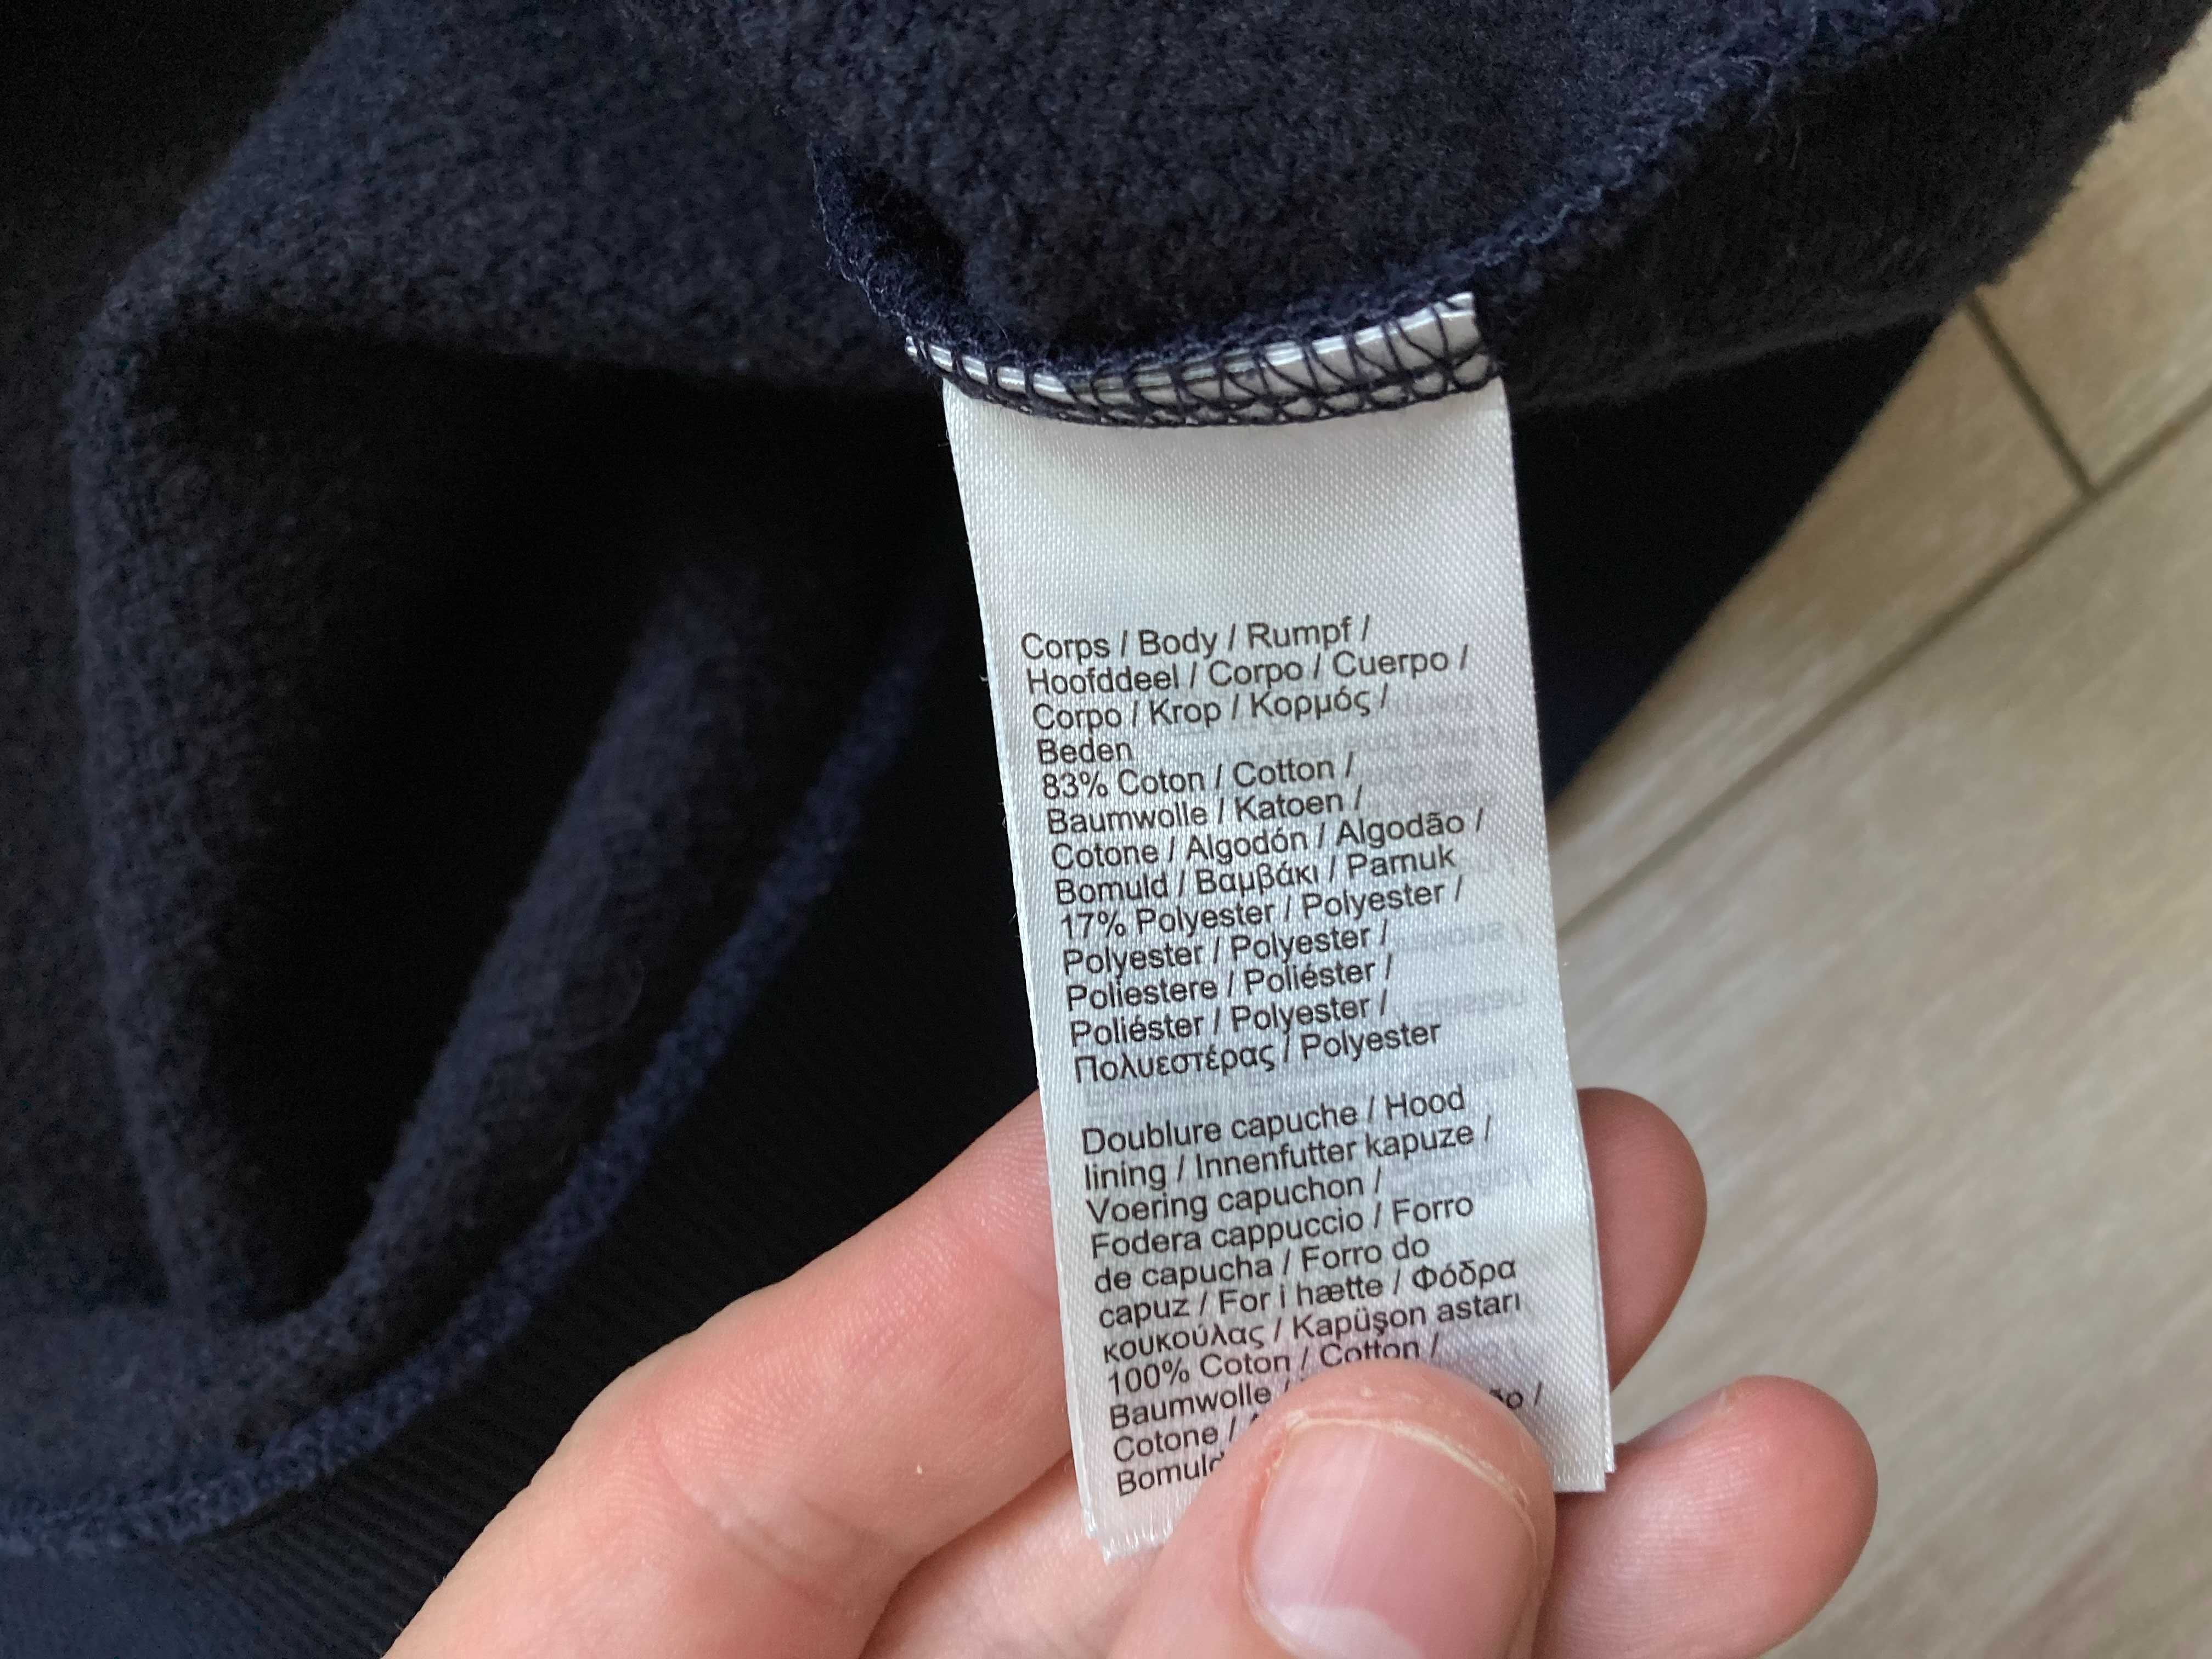 Corps / Body / Rumpf /
Hoofddeel / Corpo / Cuerpo /
Corpo / Krop / Κορμός /
Beden
83% Coton / Cotton /
Baumwolle / Katoen /
Cotone / Algodón / Algodão /
Bomuld / Βαμβάκι / Pamuk
17% Polyester / Polyester /
Polyester / Polyester /
Poliestere / Poliéster /
Poliéster / Polyester /
Πολυεστέρας / Polyester
Doublure capuche / Hood
lining / Innenfutter kapuze /
Voering capuchon /
Fodera cappuccio / Forro
de capucha / Forro do
capuz / For i hætte / Φόδρα
κουκούλας / Kapüşon astarı
100% Coton / Cotton /
Baumwolle /
Cotone /